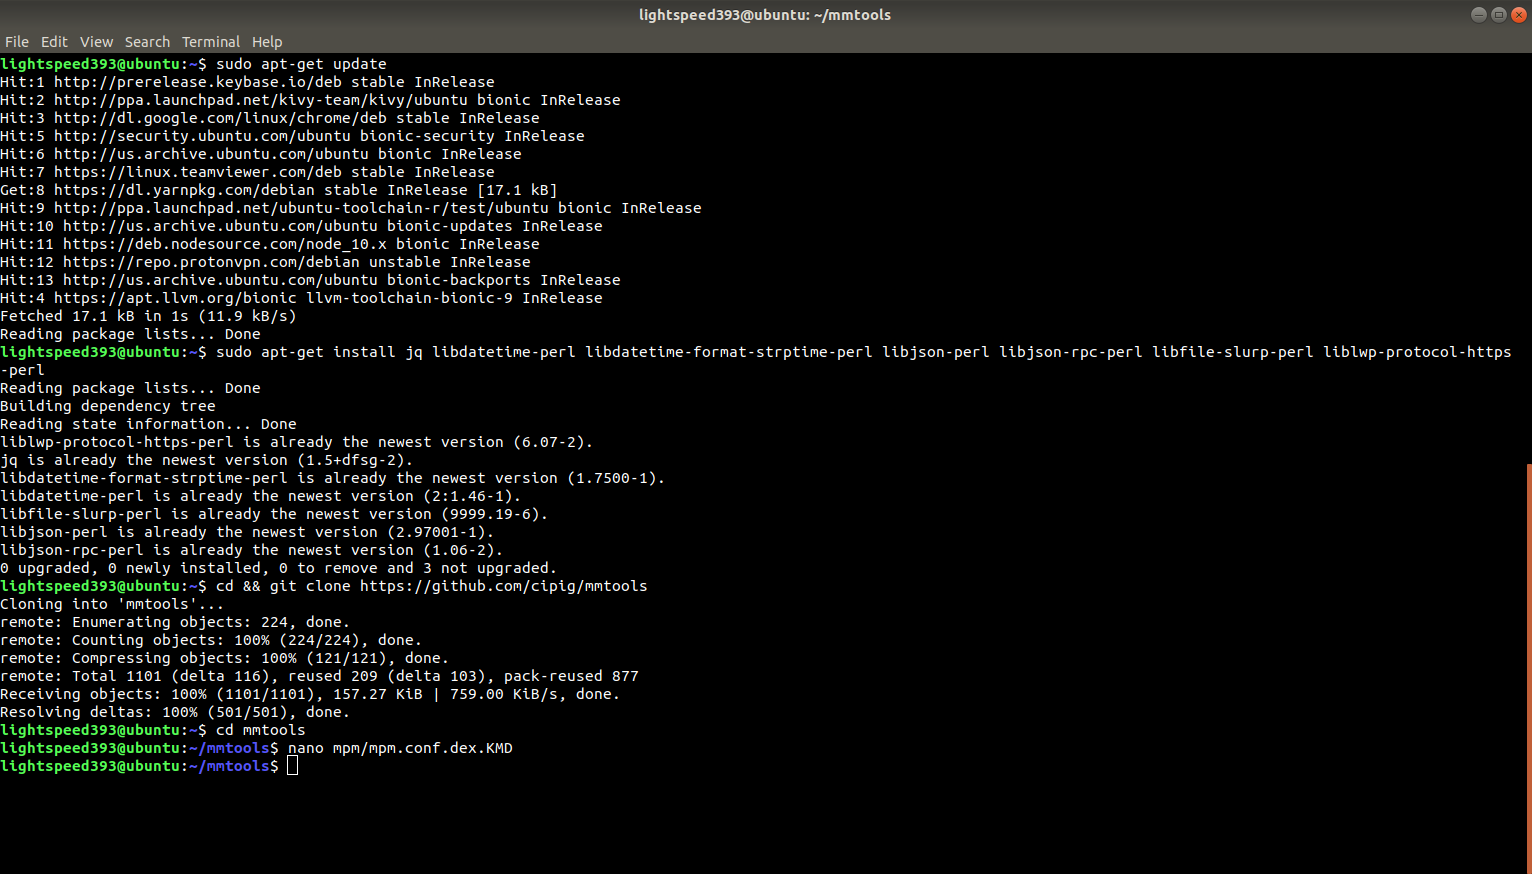 lightspeed393@ubuntu: ~/mmtools
File Edit View Search Terminal Help
lightspeed393@ubuntu:~$ sudo apt-get update
Hit:1 http://prerelease.keybase.io/deb stable InRelease
Hit:2 http://ppa.launchpad.net/kivy-team/kivy/ubuntu bionic InRelease
Hit:3 http://dl.google.com/linux/chrome/deb stable InRelease
Hit:5 http://security.ubuntu.com/ubuntu bionic-security InRelease
Hit:6 http://us.archive.ubuntu.com/ubuntu bionic InRelease
Hit:7 https://linux.teamviewer.com/deb stable InRelease
Get:8 https://dl.yarnpkg.com/debian stable InRelease [17.1 kB]
Hit:9 http://ppa.launchpad.net/ubuntu-toolchain-r/test/ubuntu bionic InRelease
Hit:10 http://us.archive.ubuntu.com/ubuntu bionic-updates InRelease
Hit:11 https://deb.nodesource.com/node_10.x bionic InRelease
Hit:12 https://repo.protonvpn.com/debian unstable InRelease
Hit:13 http://us.archive.ubuntu.com/ubuntu bionic-backports InRelease
Hit:4 https://apt.llvm.org/bionic llvm-toolchain-bionic-9 InRelease
Fetched 17.1 kB in 1s (11.9 kB/s)
Reading package lists... Done
lightspeed393@ubuntu:~$ sudo apt-get install jq libdatetime-perl libdatetime-format-strptime-perl libjson-perl libjson-rpc-perl libfile-slurp-perl liblwp-protocol-https
-perl
Reading package lists... Done
Building dependency tree
Reading state information... Done
liblwp-protocol-https-perl is already the newest version (6.07-2).
jq is already the newest version (1.5+dfsg-2).
libdatetime-format-strptime-perl is already the newest version (1.7500-1).
libdatetime-perl is already the newest version (2:1.46-1).
libfile-slurp-perl is already the newest version (9999.19-6).
libjson-perl is already the newest version (2.97001-1).
libjson-rpc-perl is already the newest version (1.06-2).
0 upgraded, 0 newly installed, 0 to remove and 3 not upgraded.
lightspeed393@ubuntu:~$ cd && git clone https://github.com/cipig/mmtools
Cloning into 'mmtools'...
remote: Enumerating objects: 224, done.
remote: Counting objects: 100% (224/224), done.
remote: Compressing objects: 100% (121/121), done.
remote: Total 1101 (delta 116), reused 209 (delta 103), pack-reused 877
Receiving objects: 100% (1101/1101), 157.27 KiB | 759.00 KiB/s, done.
Resolving deltas: 100% (501/501), done.
lightspeed393@ubuntu:~$ cd mmtools
lightspeed393@ubuntu:~/mmtools$ nano mpm/mpm.conf.dex.KMD
lightspeed393@ubuntu:~/mmtools$